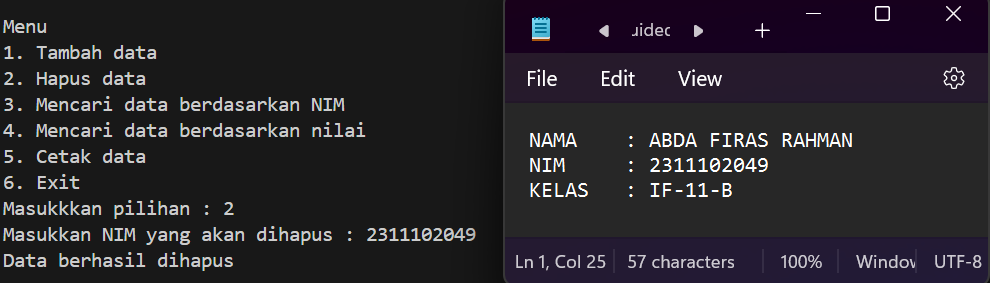 Menu
1. Tambah data
2. Hapus data
3. Mencari data berdasarkan NIM
4. Mencari data berdasarkan nilai
5. Cetak data
6. Exit
Masukkkan pilihan : 2
Masukkan NIM yang akan dihapus : 2311102049
Data berhasil dihapus
File Edit View
NAMA : ABDA FIRAS RAHMAN
NIM : 2311102049
KELAS : IF-11-B
Ln 1, Col 25 57 characters 100% UTF-8